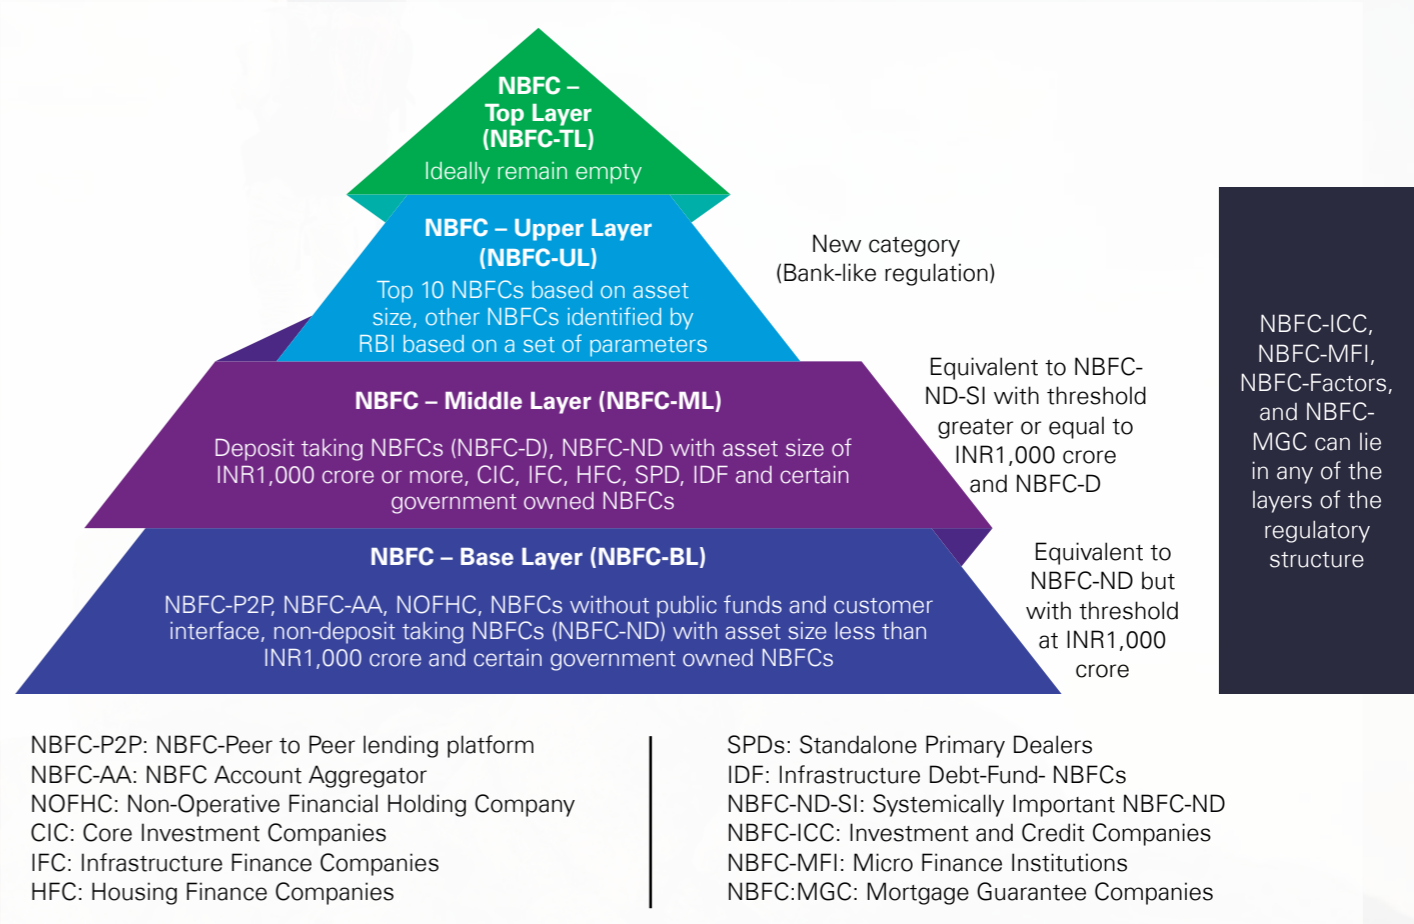 NBFC –
Top Layer
(NBFC-TL)
Ideally remain empty
NBFC – Upper Layer
(NBFC-UL)
Top 10 NBFCs based on asset
size, other NBFCs identified by
RBI based on a set of parameters
New category
(Bank-like regulation)
NBFC – Middle Layer (NBFC-ML)
Deposit taking NBFCs (NBFC-D), NBFC-ND with asset size of
INR1,000 crore or more, CIC, IFC, HFC, SPD, IDF and certain
government owned NBFCs
Equivalent to NBFC-
ND-SI with threshold
greater or equal to
INR1,000 crore
and NBFC-D
NBFC – Base Layer (NBFC-BL)
NBFC-P2P, NBFC-AA, NOFHC, NBFCs without public funds and customer
interface, non-deposit taking NBFCs (NBFC-ND) with asset size less than
INR1,000 crore and certain government owned NBFCs
Equivalent to
NBFC-ND but
with threshold
at INR1,000
crore
NBFC-ICC,
NBFC-MFI,
NBFC-Factors,
and NBFC-
MGC can lie
in any of the
layers of the
regulatory
structure
NBFC-P2P: NBFC-Peer to Peer lending platform
NBFC-AA: NBFC Account Aggregator
NOFHC: Non-Operative Financial Holding Company
CIC: Core Investment Companies
IFC: Infrastructure Finance Companies
HFC: Housing Finance Companies
SPDs: Standalone Primary Dealers
IDF: Infrastructure Debt-Fund- NBFCs
NBFC-ND-SI: Systemically Important NBFC-ND
NBFC-ICC: Investment and Credit Companies
NBFC-MFI: Micro Finance Institutions
NBFC:MGC: Mortgage Guarantee Companies